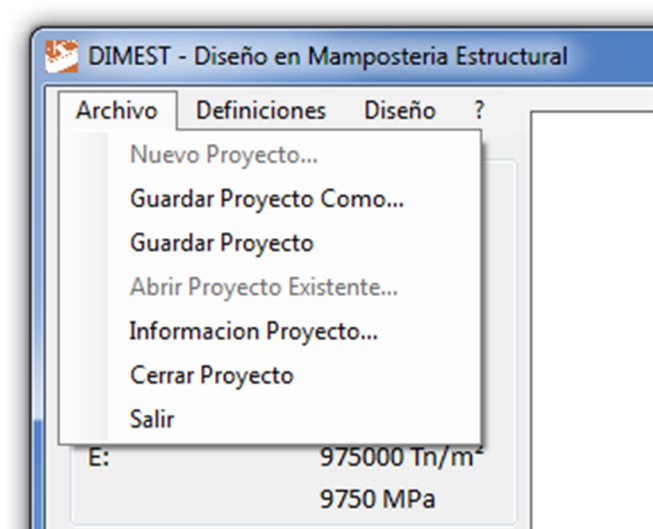 DIMEST - Diseño en Mamposteria Estructural
Archivo Definiciones Diseño ?
Nuevo Proyecto...
Guardar Proyecto Como...
Guardar Proyecto
Abrir Proyecto Existente...
Informacion Proyecto...
Cerrar Proyecto
Salir
E: 975000 Tn/m²
9750 MPa